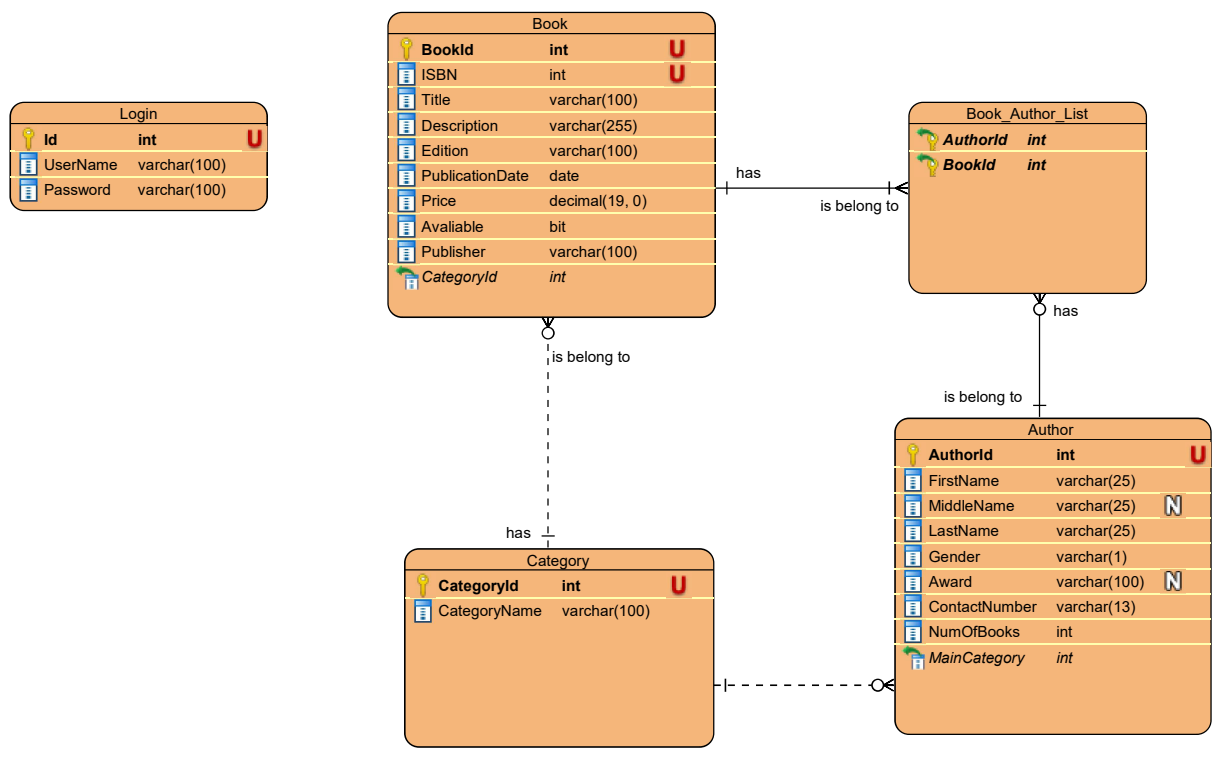 Login
Id int U
UserName varchar(100)
Password varchar(100)
Book
BookId int U
ISBN int U
Title varchar(100)
Description varchar(255)
Edition varchar(100)
PublicationDate date
Price decimal(19, 0)
Avaliable bit
Publisher varchar(100)
CategoryId int
has
is belong to
Book_Author_List
AuthorId int
BookId int
has
is belong to
is belong to
has
Category
CategoryId int U
CategoryName varchar(100)
Author
AuthorId int U
FirstName varchar(25)
MiddleName varchar(25) N
LastName varchar(25)
Gender varchar(1)
Award varchar(100) N
ContactNumber varchar(13)
NumOfBooks int
MainCategory int